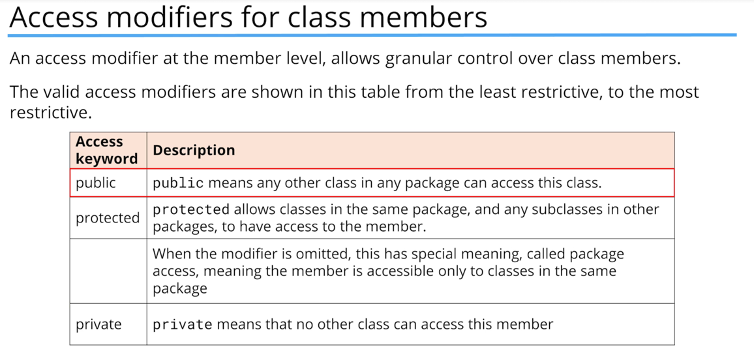 Access modifiers for class members
An access modifier at the member level, allows granular control over class members.
The valid access modifiers are shown in this table from the least restrictive, to the most
restrictive.
Access
keyword
Description
public
public means any other class in any package can access this class.
protected
protected allows classes in the same package, and any subclasses in other
packages, to have access to the member.
When the modifier is omitted, this has special meaning, called package
access, meaning the member is accessible only to classes in the same
package
private
private means that no other class can access this member